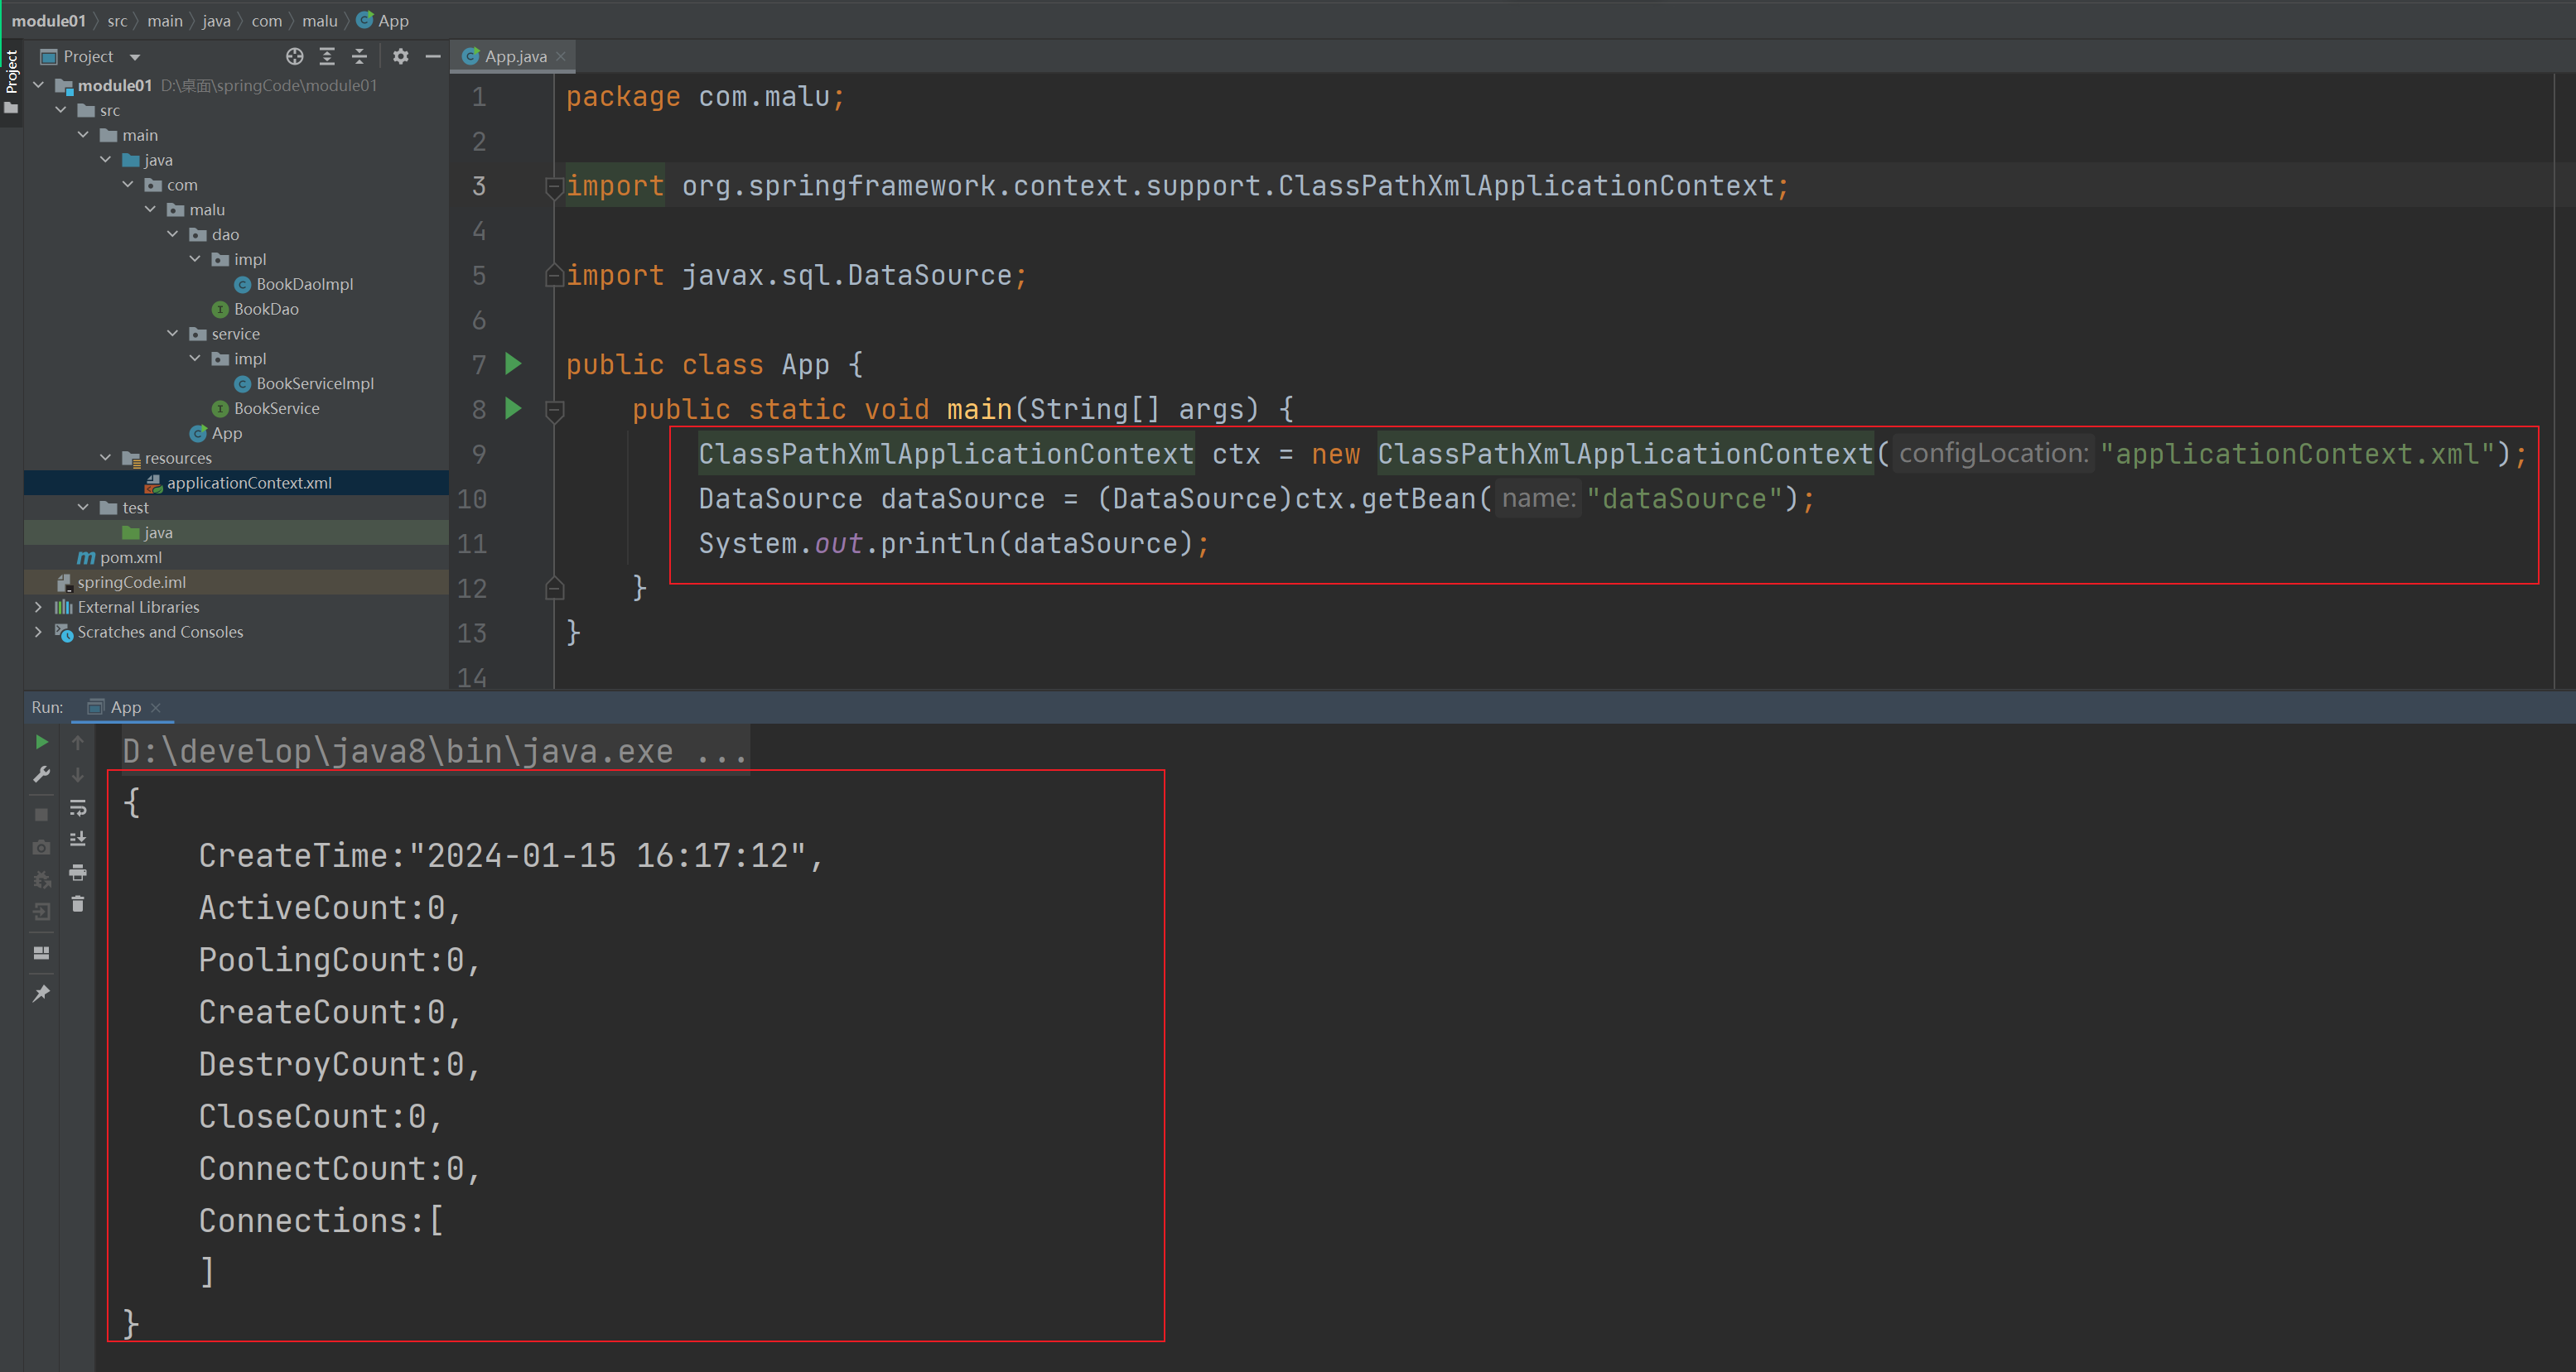 module01 src main java com malu App
Project
Project
App.java
module01 D:\桌面\springCode\module01
src
main
java
com
malu
dao
impl
BookDaoImpl
BookDao
service
impl
BookServiceImpl
BookService
App
resources
applicationContext.xml
test
java
pom.xml
springCode.iml
External Libraries
Scratches and Consoles
1 package com.malu;
2
3 import org.springframework.context.support.ClassPathXmlApplicationContext;
4
5 import javax.sql.DataSource;
6
7 public class App {
8 public static void main(String[] args) {
9 ClassPathXmlApplicationContext ctx = new ClassPathXmlApplicationContext( configLocation: "applicationContext.xml");
10 DataSource dataSource = (DataSource)ctx.getBean( name: "dataSource");
11 System.out.println(dataSource);
12 }
13 }
14
Run: App
D:\develop\java8\bin\java.exe ...
{
CreateTime:"2024-01-15 16:17:12",
ActiveCount:0,
PoolingCount:0,
CreateCount:0,
DestroyCount:0,
CloseCount:0,
ConnectCount:0,
Connections:[
]
}